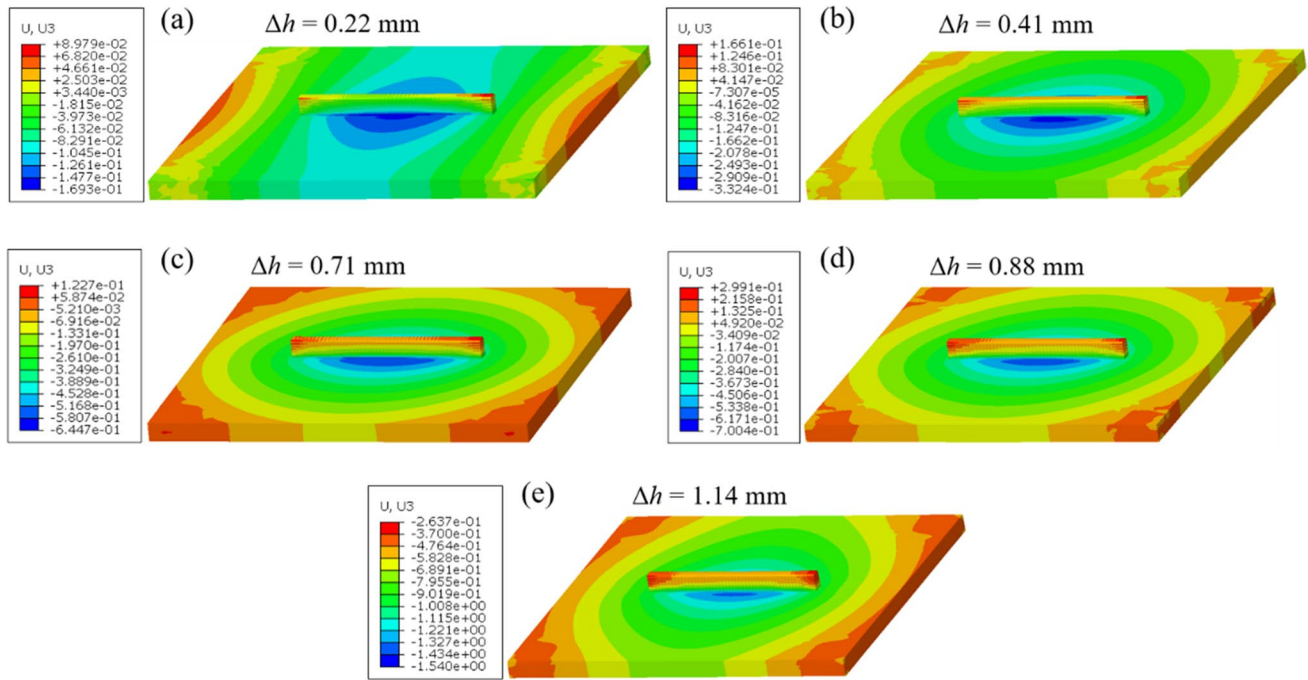 (a) Δh = 0.22 mm
U, U3
+8.979e-02
+6.820e-02
+4.661e-02
+2.503e-02
+3.440e-03
-1.815e-02
-3.973e-02
-6.132e-02
-8.291e-02
-1.045e-01
-1.261e-01
-1.477e-01
-1.693e-01
(b) Δh = 0.41 mm
U, U3
+1.661e-01
+1.246e-01
+8.301e-02
+4.147e-02
-7.307e-05
-4.162e-02
-8.316e-02
-1.247e-01
-1.662e-01
-2.078e-01
-2.493e-01
-2.909e-01
-3.324e-01
(c) Δh = 0.71 mm
U, U3
+1.227e-01
+5.874e-02
-5.210e-03
-6.916e-02
-1.331e-01
-1.970e-01
-2.610e-01
-3.249e-01
-3.889e-01
-4.528e-01
-5.168e-01
-5.807e-01
-6.447e-01
(d) Δh = 0.88 mm
U, U3
+2.991e-01
+2.158e-01
+1.325e-01
+4.920e-02
-3.409e-02
-1.174e-01
-2.007e-01
-2.840e-01
-3.673e-01
-4.506e-01
-5.338e-01
-6.171e-01
-7.004e-01
(e) Δh = 1.14 mm
U, U3
-2.637e-01
-3.700e-01
-4.764e-01
-5.828e-01
-6.891e-01
-7.955e-01
-9.019e-01
-1.008e+00
-1.115e+00
-1.221e+00
-1.327e+00
-1.434e+00
-1.540e+00